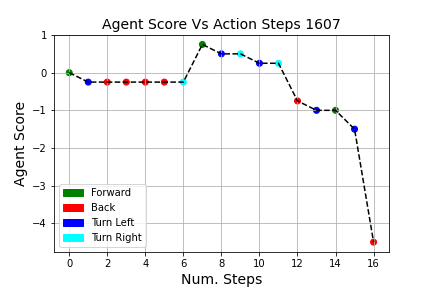 Agent Score Vs Action Steps 1607
1
0
−1
−2
−3
−4
Agent Score
Forward
Back
Turn Left
Turn Right
0 2 4 6 8 10 12 14 16
Num. Steps